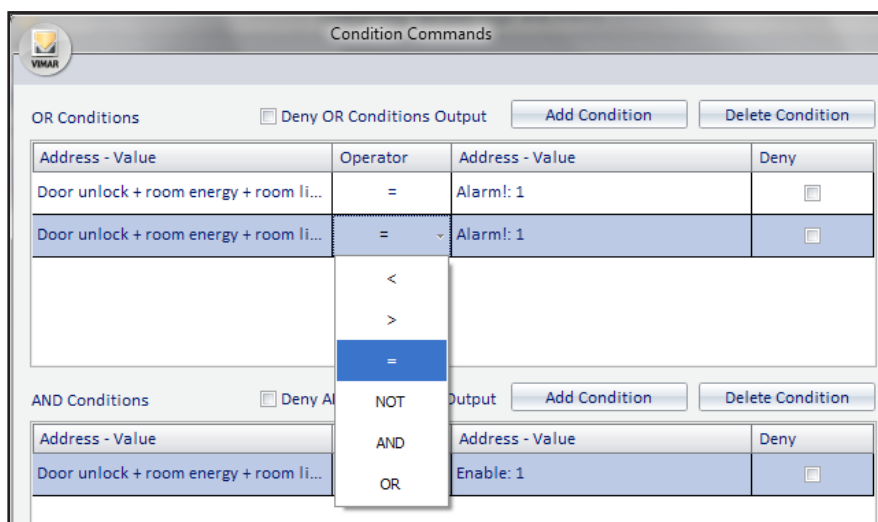 Condition Commands
VIMAR
OR Conditions Deny OR Conditions Output Add Condition Delete Condition
Address - Value Operator Address - Value Deny
Door unlock + room energy + room li... = Alarm!: 1
Door unlock + room energy + room li... = Alarm!: 1
<
>
=
AND Conditions Deny NOT Output Add Condition Delete Condition
Address - Value AND Address - Value Deny
Door unlock + room energy + room li... OR Enable: 1